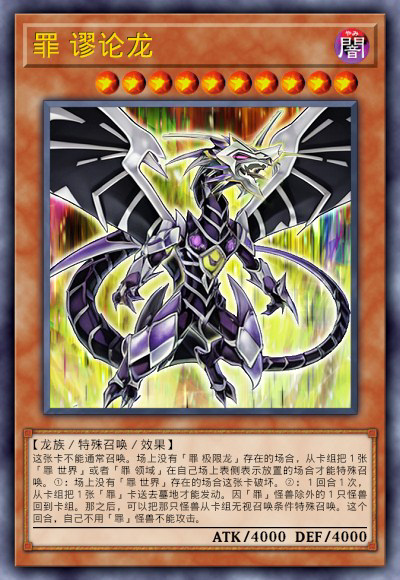 罪 谬论龙
闇
やみ
【龙族/特殊召唤/效果】
这张卡不能通常召唤。场上没有「罪 极限龙」存在的场合，从卡组把1张
「罪 世界」或者「罪 领域」在自己场上表侧表示放置的场合才能特殊召
唤。①：场上没有「罪 世界」存在的场合这张卡破坏。②：1回合1次，
从卡组把1张「罪」卡送去墓地才能发动。因「罪」怪兽除外的1只怪兽
回到卡组。那之后，可以把那只怪兽从卡组无视召唤条件特殊召唤。这个
回合，自己不用「罪」怪兽不能攻击。
ATK/4000 DEF/4000